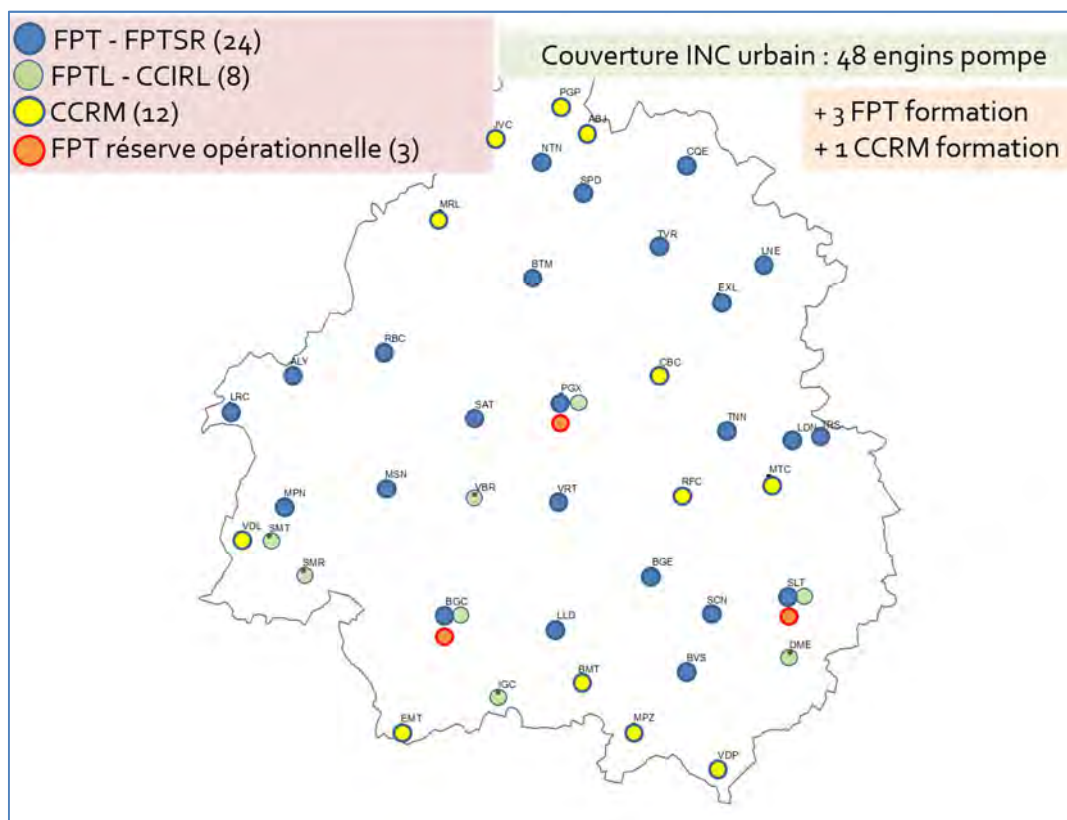 FPT - FPTSR (24)
FPTL - CCIRL (8)
CCRM (12)
FPT réserve opérationnelle (3)
Couverture INC urbain : 48 engins pompe
+ 3 FPT formation
+ 1 CCRM formation
PGP
ABJ
JVC
NTN
CQE
SPD
MRL
TVR
LNE
BTM
EXL
RBC
ALY
CBC
PGX
LRC
SAT
TNN
LDN
TRS
MTC
MSN
VBR
RFC
MPN
VRT
VDL
SMT
SMR
BGE
SLT
BGC
SCN
LLD
DME
BVS
BMT
IGC
EMT
MPZ
VDP